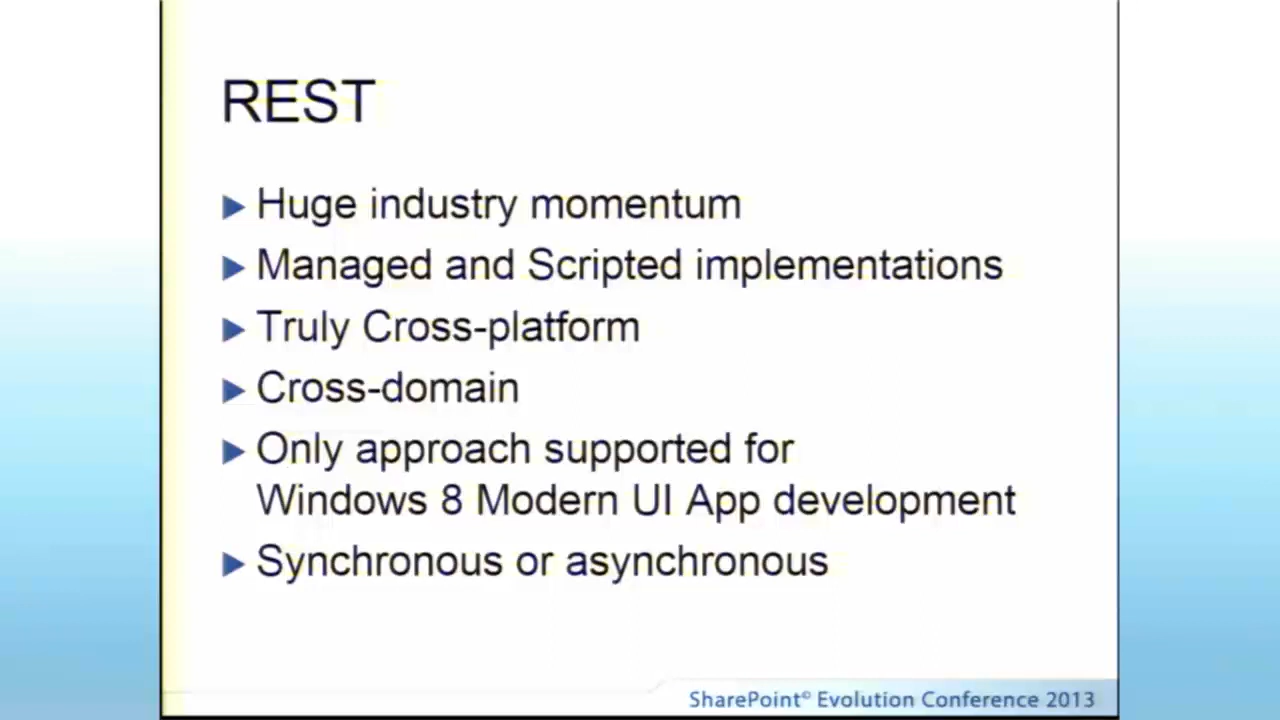 REST
Huge industry momentum
Managed and Scripted implementations
Truly Cross-platform
Cross-domain
Only approach supported for
Windows 8 Modern UI App development
Synchronous or asynchronous
SharePoint® Evolution Conference 2013